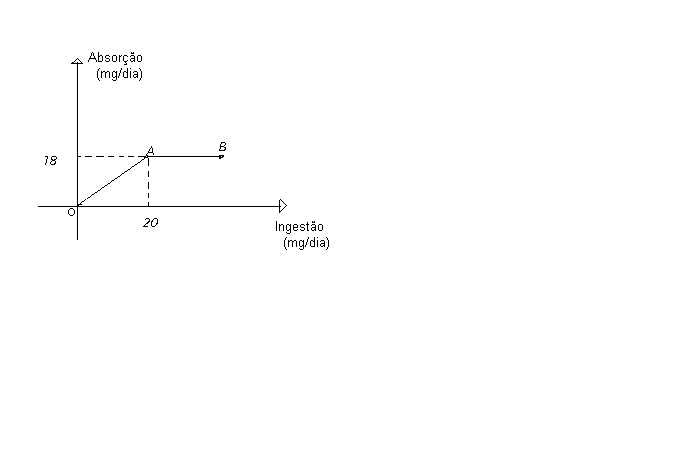 Absorção
(mg/dia)
A
B
18
O
20
Ingestão
(mg/dia)